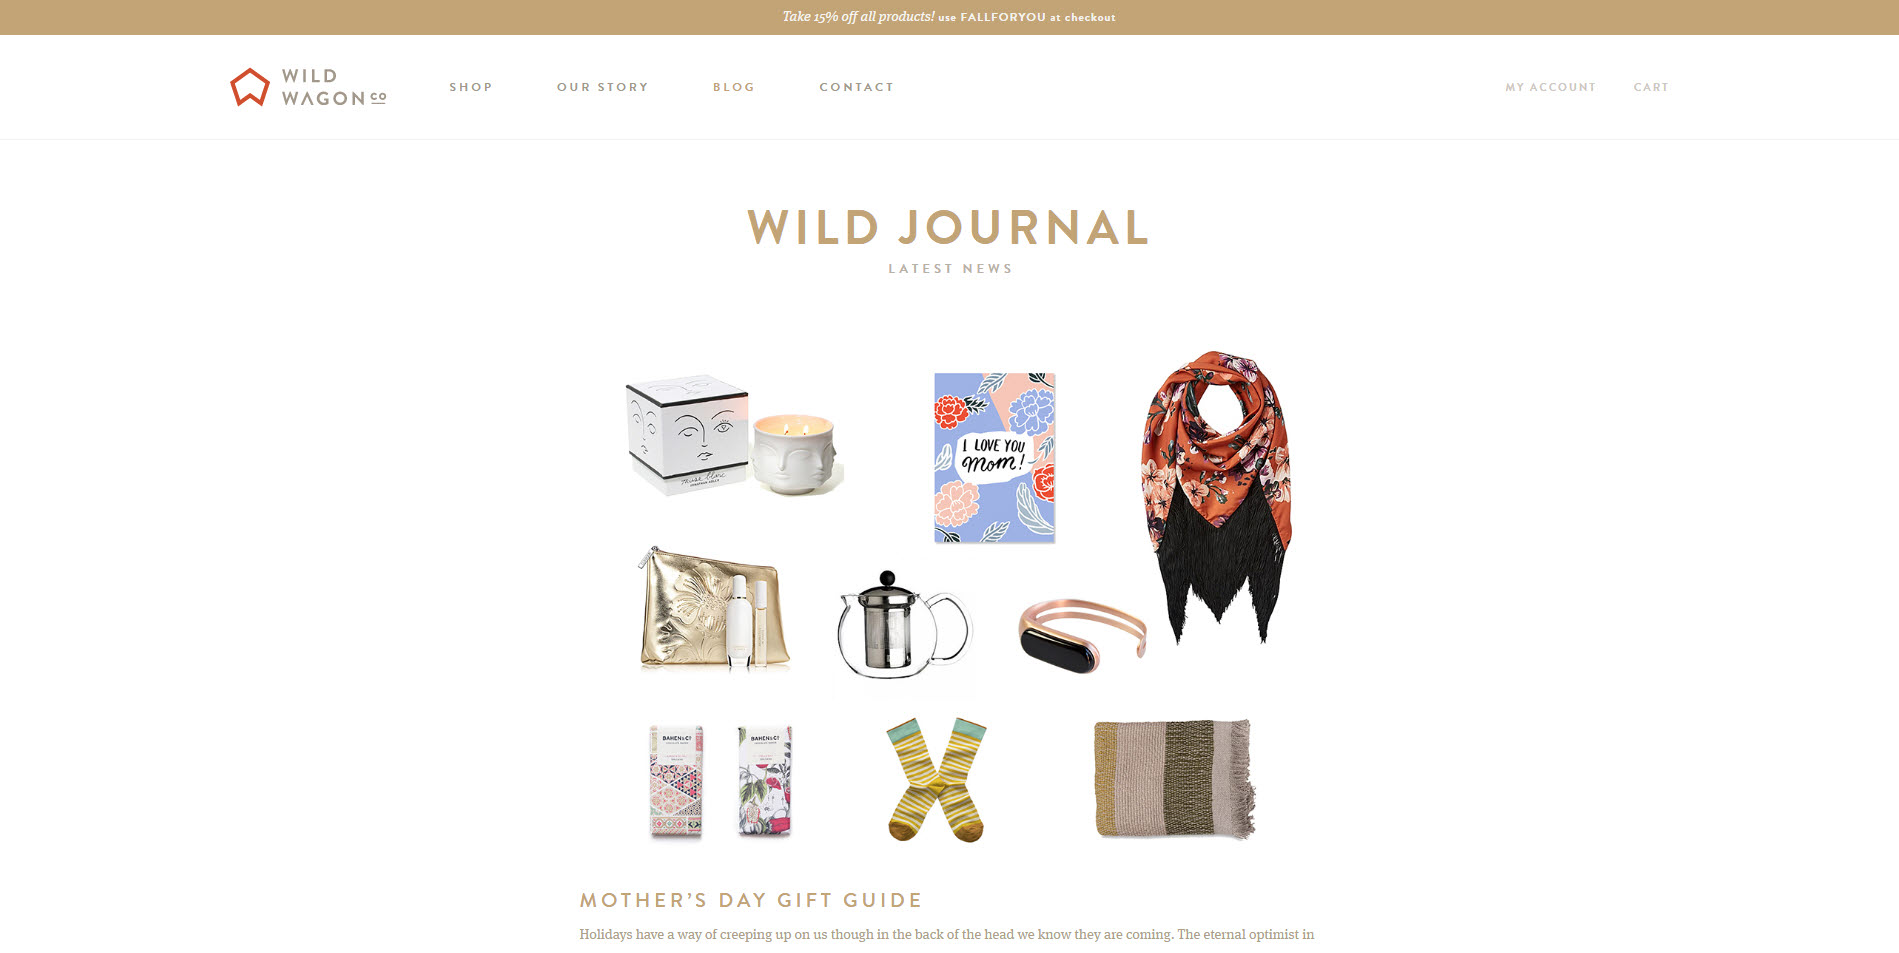 Take 15% off all products! use FALLFORYOU at checkout
WILD
WAGON CO
SHOP
OUR STORY
BLOG
CONTACT
MY ACCOUNT
CART
WILD JOURNAL
LATEST NEWS
I LOVE YOU
Mom!
BAHEN & CO
BAHEN & CO
MOTHER’S DAY GIFT GUIDE
Holidays have a way of creeping up on us though in the back of the head we know they are coming. The eternal optimist in